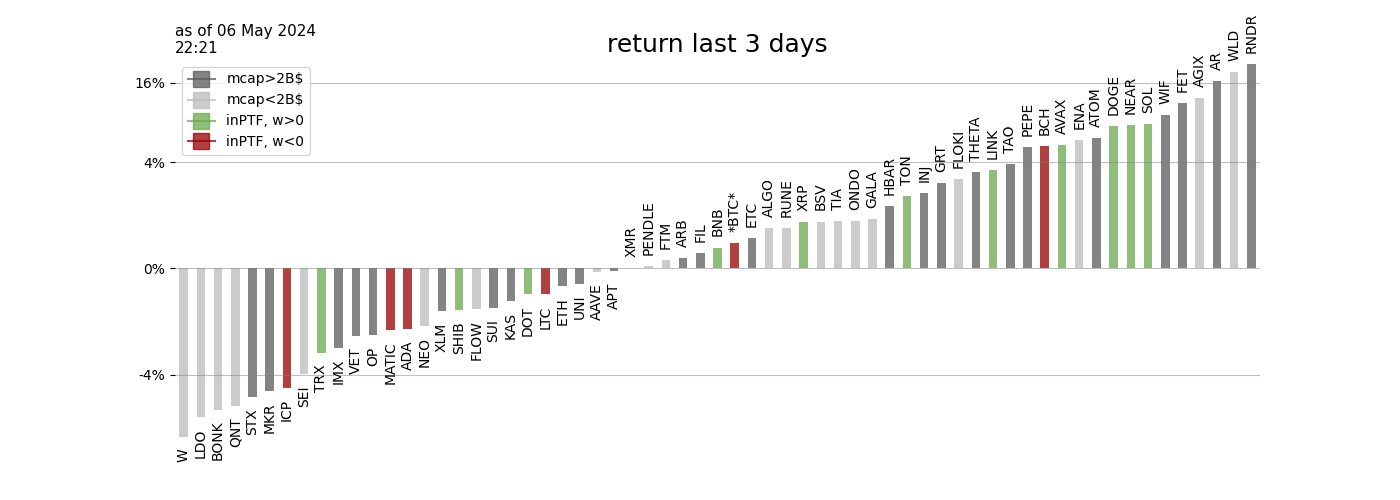 as of 06 May 2024
22:21
return last 3 days
mcap>2B$
mcap<2B$
inPTF, w>0
inPTF, w<0
16%
4%
0%
-4%
W
LDO
BONK
QNT
STX
MKR
ICP
SEI
TRX
IMX
VET
OP
MATIC
ADA
NEO
XLM
SHIB
FLOW
SUI
KAS
DOT
LTC
ETH
UNI
AAVE
APT
XMR
PENDLE
FTM
ARB
FIL
BNB
*BTC*
ETC
ALGO
RUNE
XRP
BSV
TIA
ONDO
GALA
HBAR
TON
INJ
GRT
FLOKI
THETA
LINK
TAO
PEPE
BCH
AVAX
ENA
ATOM
DOGE
NEAR
SOL
WIF
FET
AGIX
AR
WLD
RNDR